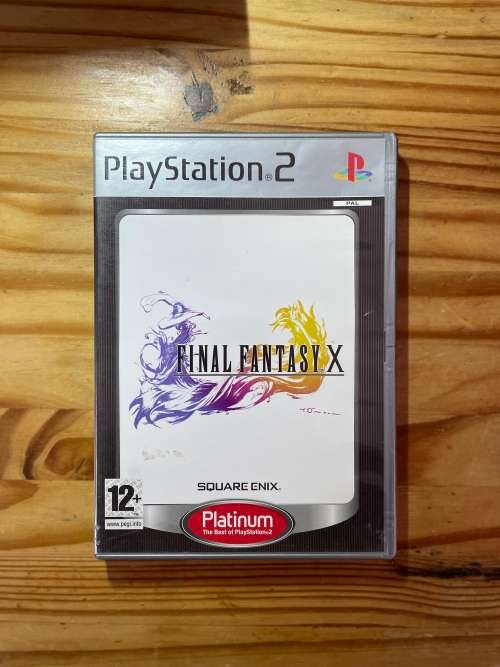 PlayStation®2
PAL
FINAL FANTASY X
SQUARE ENIX.
12+
www.pegi.info
Platinum
The Best of PlayStation®2